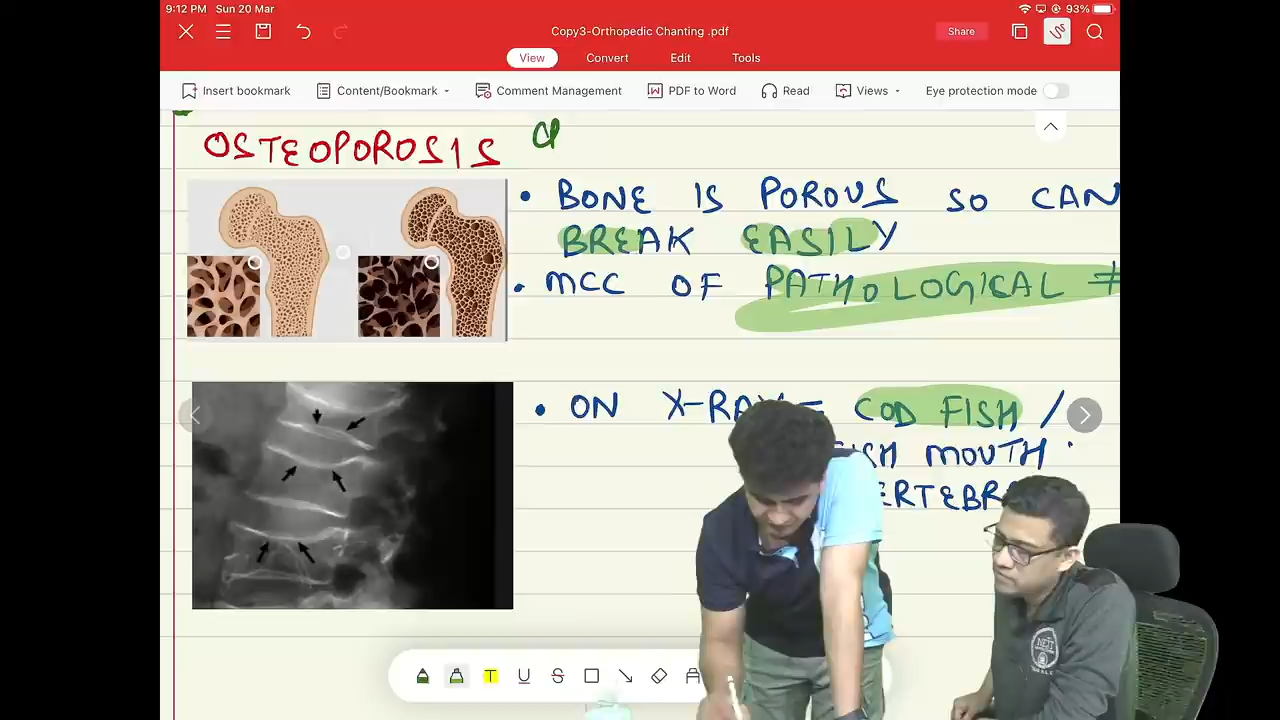 9:12 PM Sun 20 Mar 93%
Copy3-Orthopedic Chanting .pdf
Share
View Convert Edit Tools
Insert bookmark Content/Bookmark Comment Management PDF to Word Read Views Eye protection mode
OSTEOPOROSIS
• BONE IS POROUS SO CAN
BREAK EASILY
• MCC OF PATHOLOGICAL #
• ON X-RAY = COD FISH /
FISH MOUTH
VERTEBR
T U S